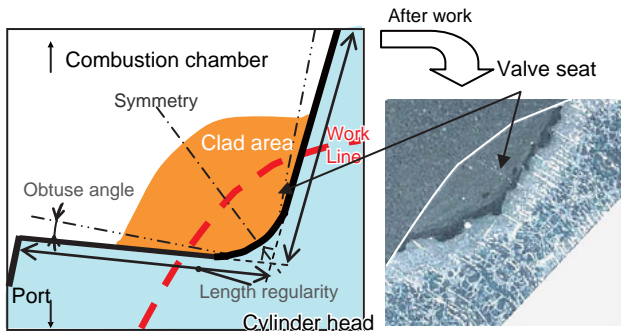 After work
Combustion chamber
Valve seat
Symmetry
Clad area
Work
Line
Obtuse angle
Length regularity
Port
Cylinder head